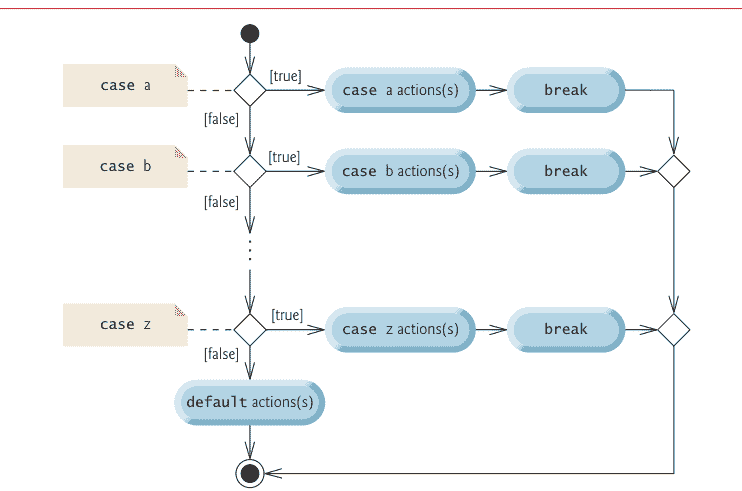 [true]
case a
case a actions(s)
break
[false]
[true]
case b
case b actions(s)
break
[false]
[true]
case z
case z actions(s)
break
[false]
default actions(s)